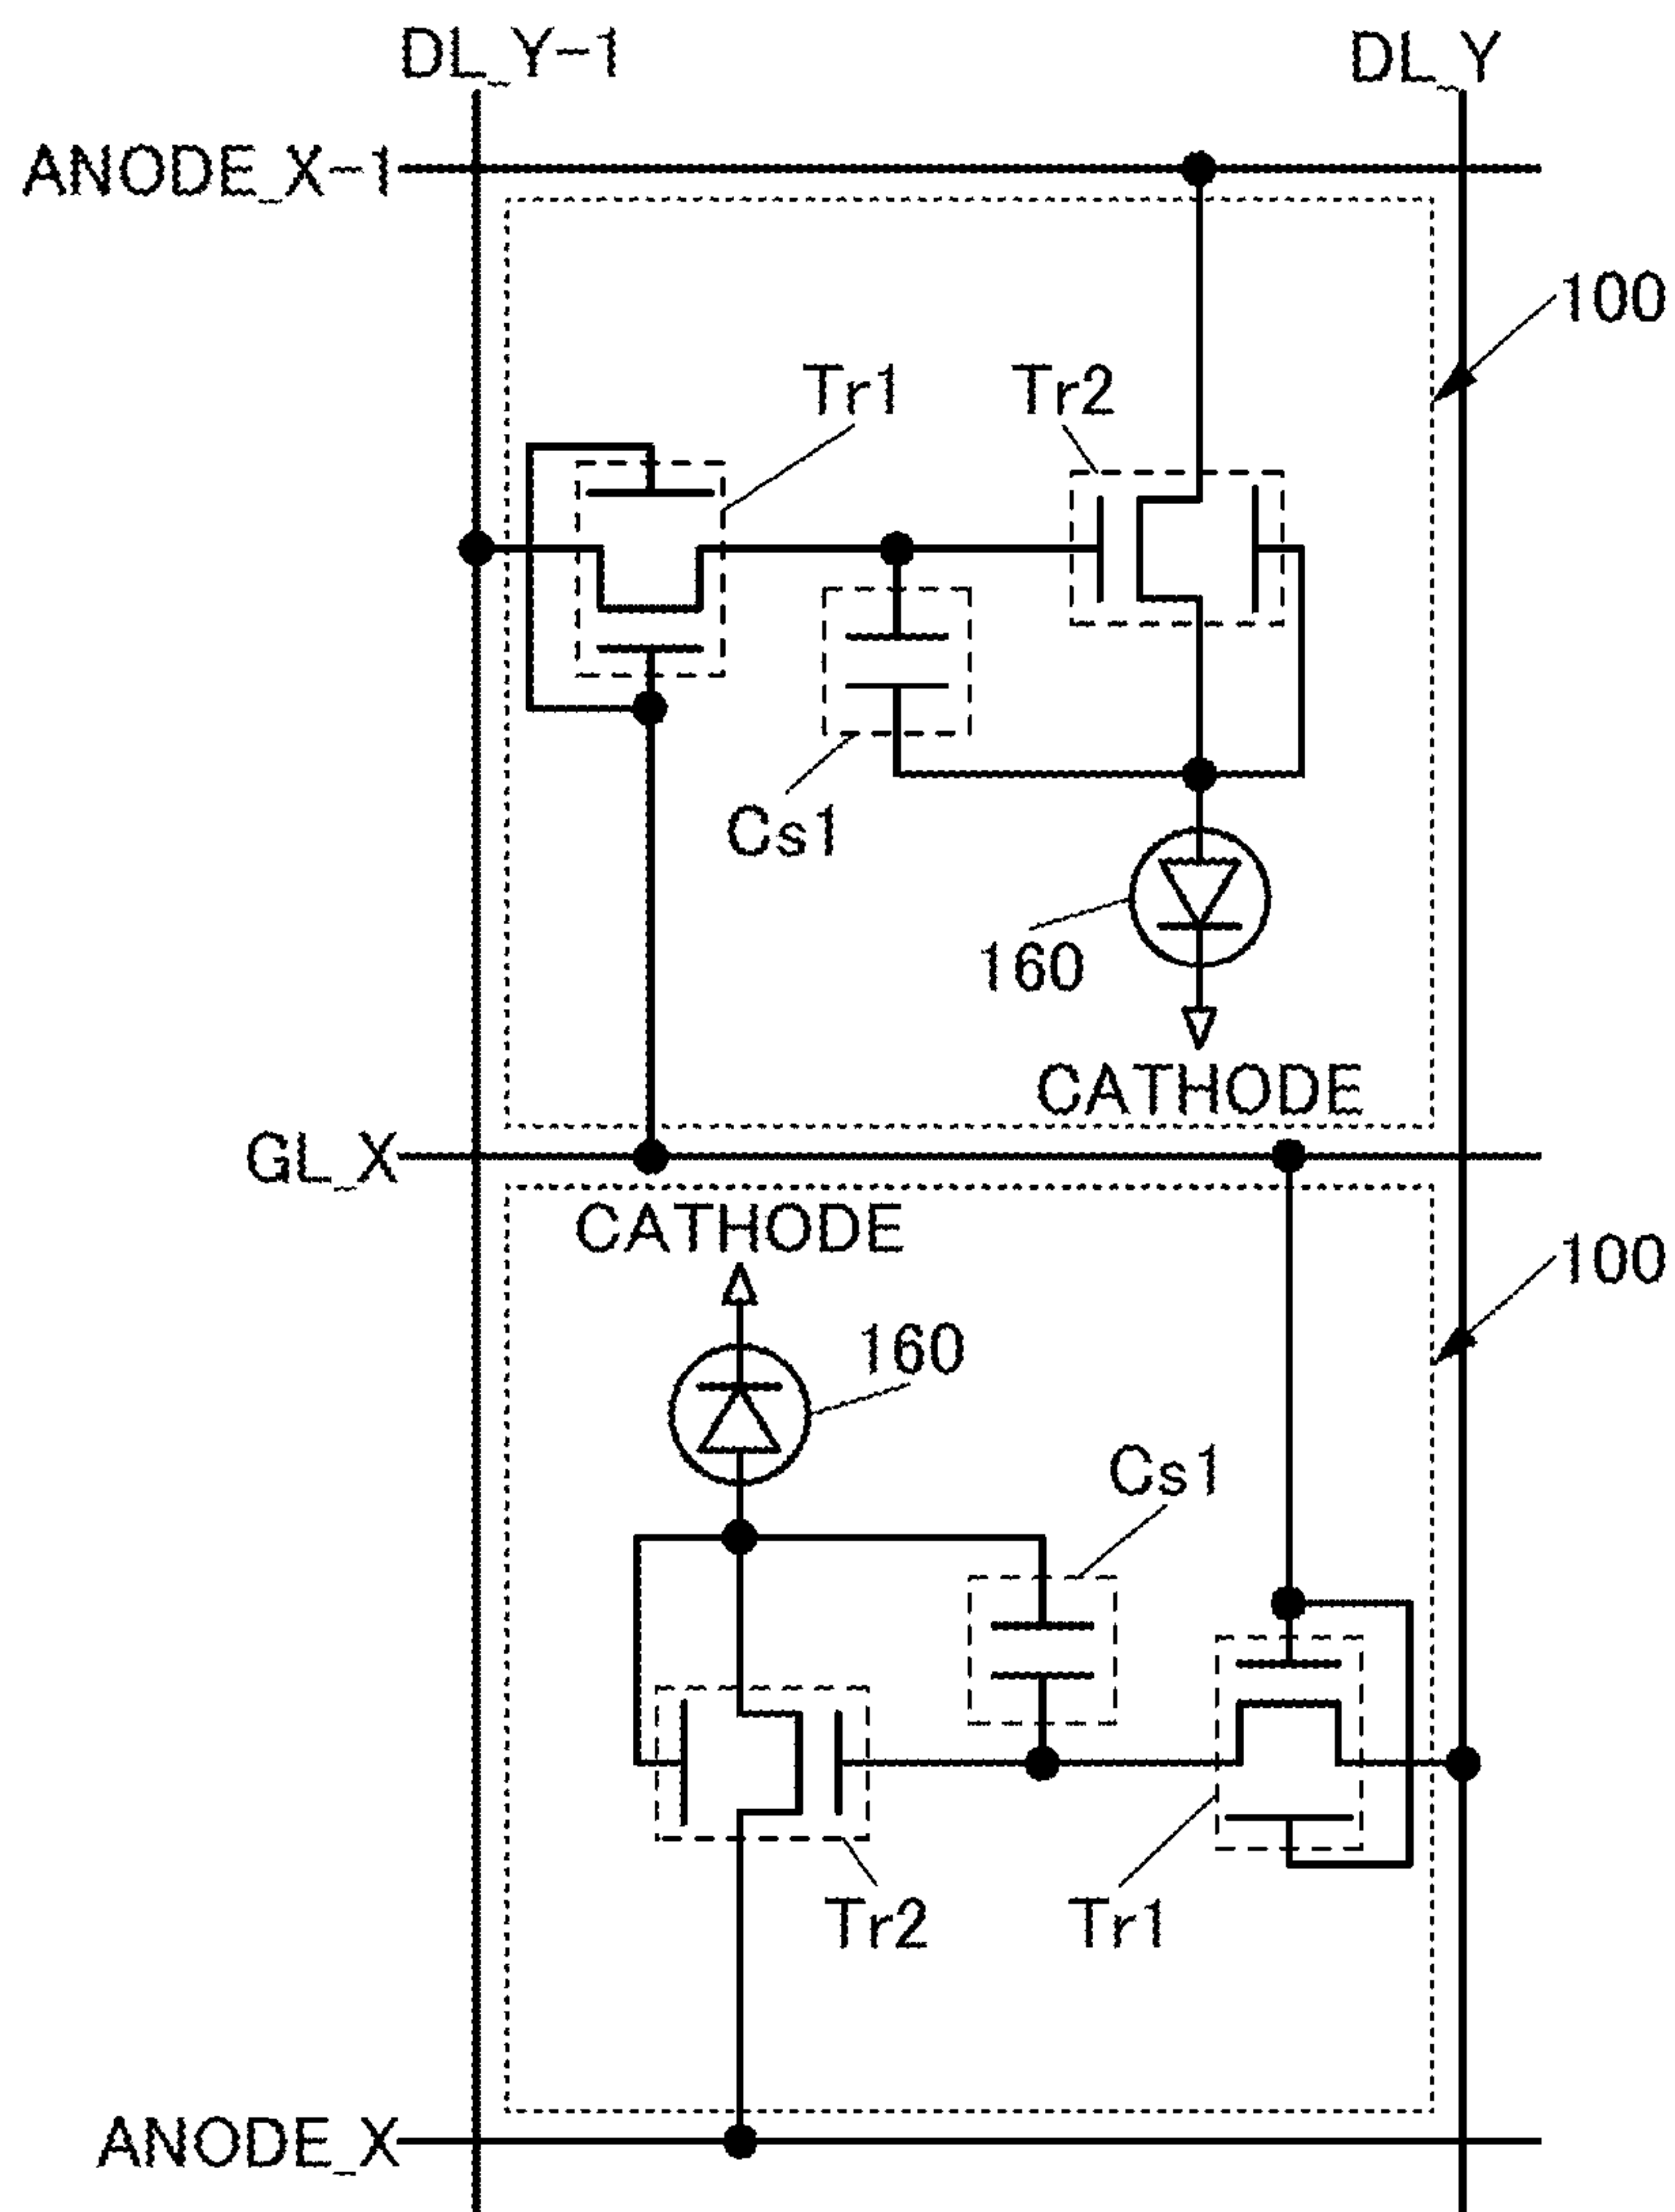 DL_Y-1
DL_Y
ANODE_X-1
100
Tr1
Tr2
Cs1
160
CATHODE
GL_X
CATHODE
100
160
Cs1
Tr2
Tr1
ANODE_X